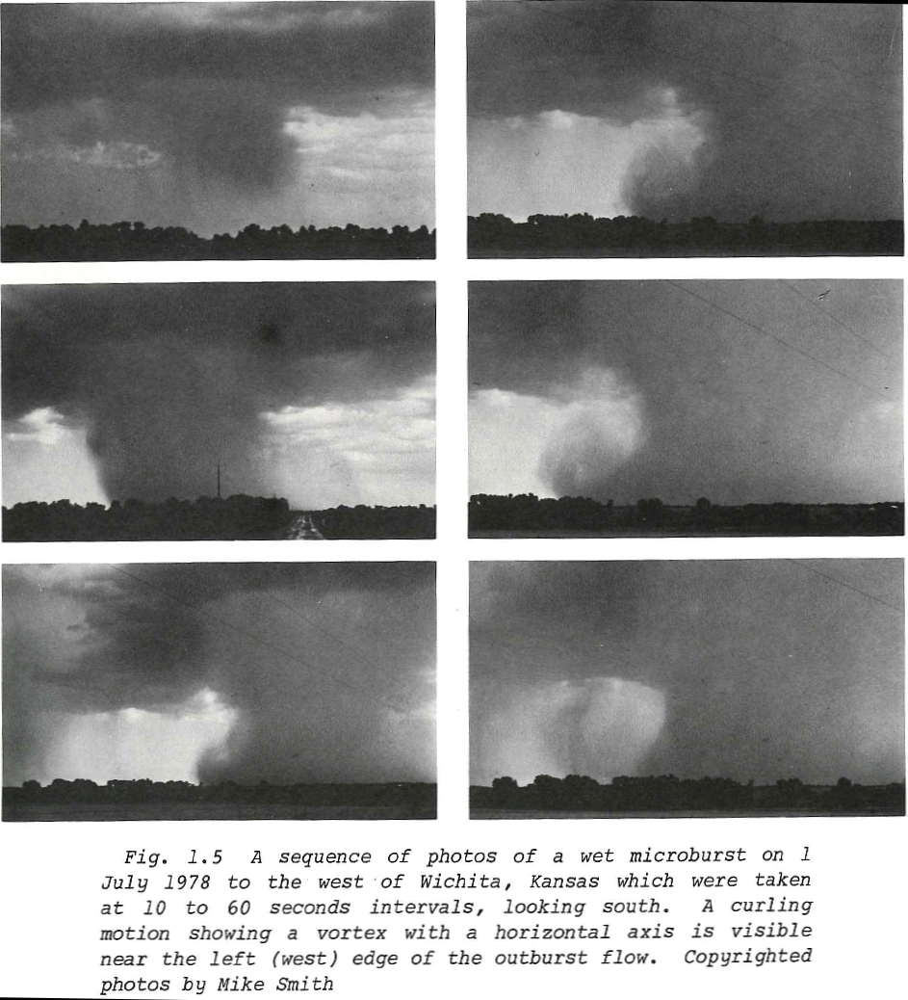 Fig. 1.5 A sequence of photos of a wet microburst on 1
July 1978 to the west of Wichita, Kansas which were taken
at 10 to 60 seconds intervals, looking south. A curling
motion showing a vortex with a horizontal axis is visible
near the left (west) edge of the outburst flow. Copyrighted
photos by Mike Smith